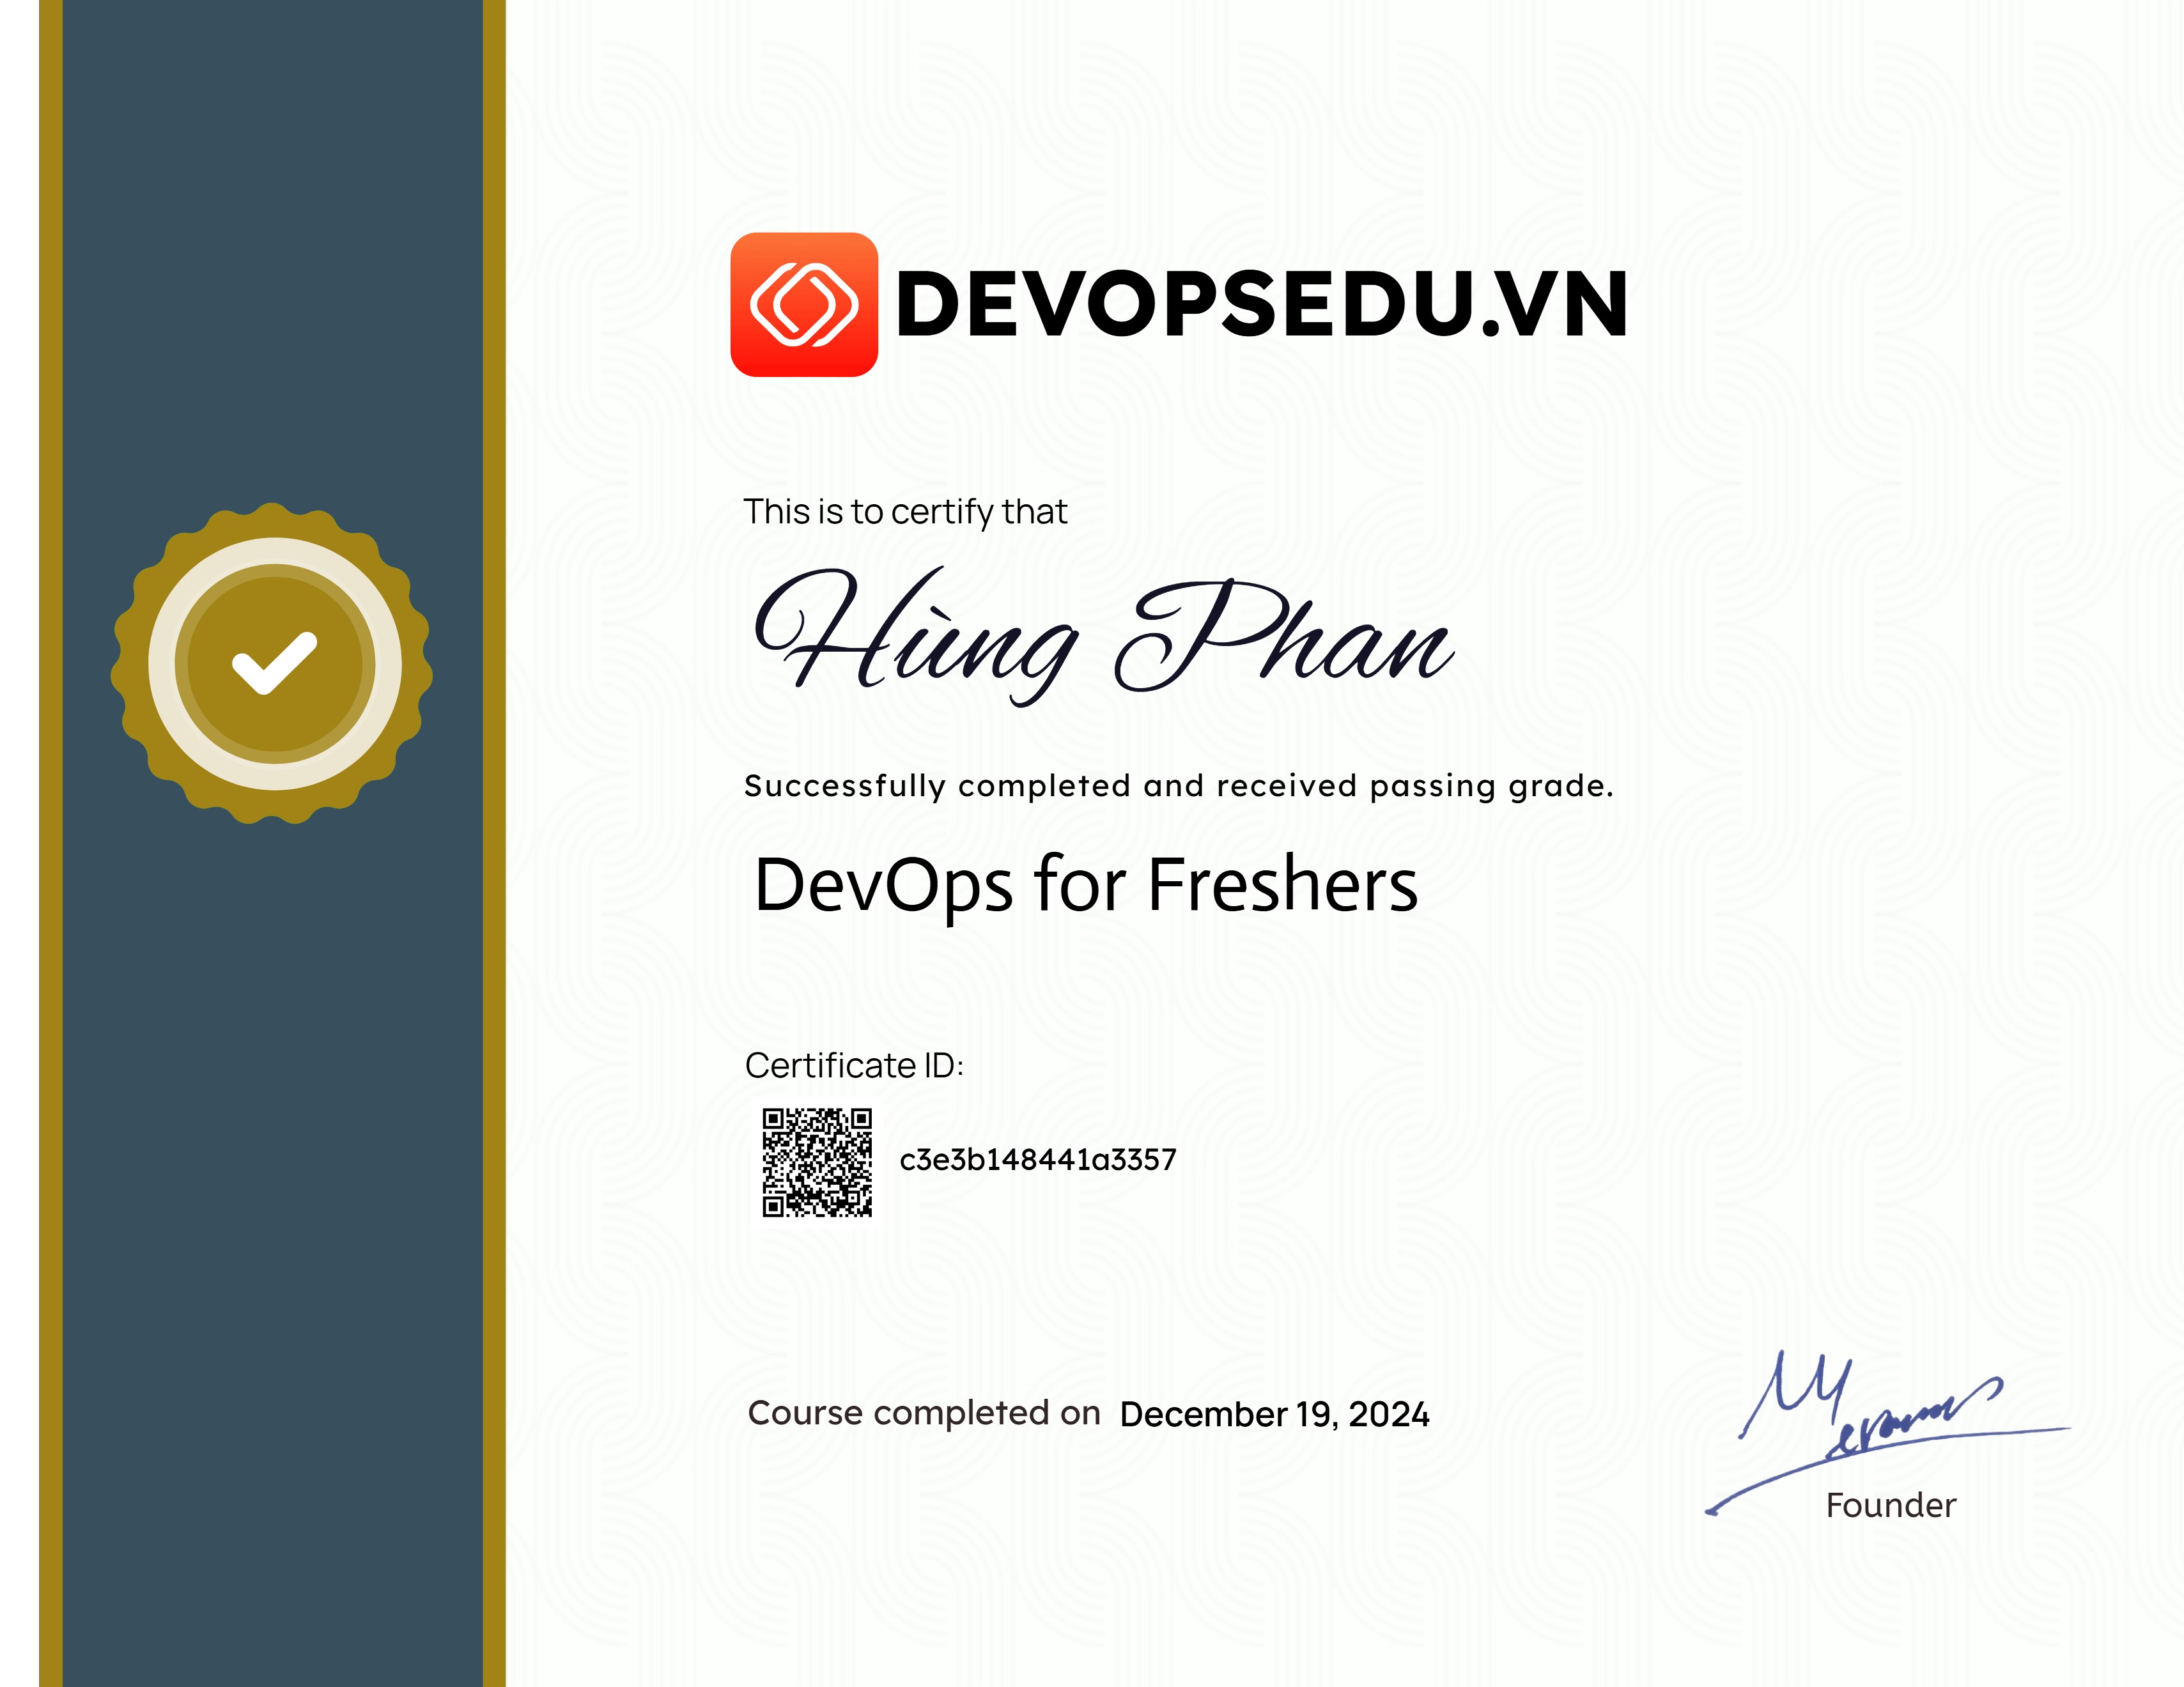 DEVOPSEDU.VN
This is to certify that
Hùng Phan
Successfully completed and received passing grade.
DevOps for Freshers
Certificate ID:
c3e3b148441a3357
Course completed on December 19, 2024
Founder